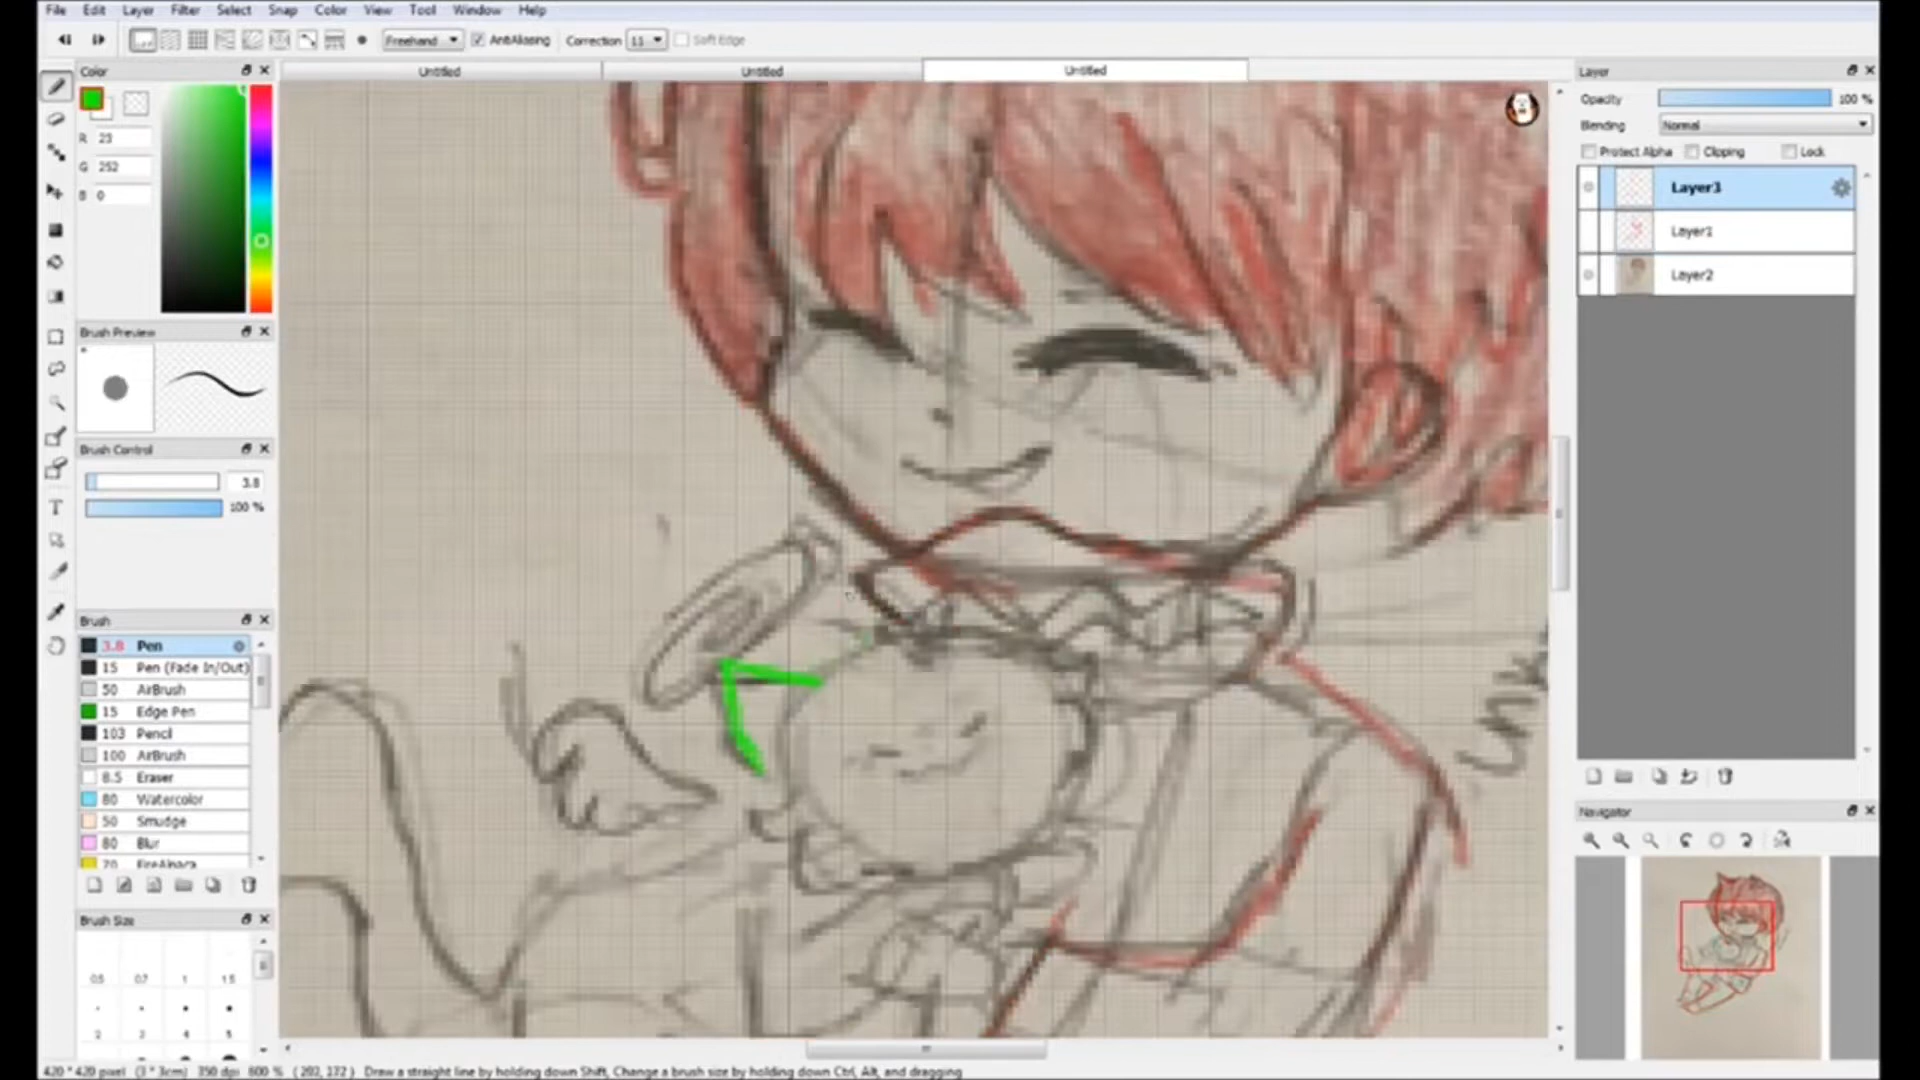 File Edit Layer Filter Select Snap Color View Tool Window Help
Freehand AntiAliasing Correction 11 Soft Edge
Color
Untitled Untitled Untitled
Layer
R 23
G 252
B 0
Opacity 100 %
Blending Normal
Protect Alpha Clipping Lock
Layer3
Layer1
Layer2
Brush Preview
Brush Control
3.8
100 %
Brush
3.8 Pen
15 Pen (Fade In/Out)
50 AirBrush
15 Edge Pen
103 Pencil
100 AirBrush
8.5 Eraser
80 Watercolor
50 Smudge
80 Blur
70 FireAlpaca
Brush Size
0.5 0.7 1 1.5
2 3 4 5
Navigator
420 * 420 pixel (3 * 3cm) 350 dpi 600 % ( 202, 172 ) Draw a straight line by holding down Shift, Change a brush size by holding down Ctrl, Alt, and dragging